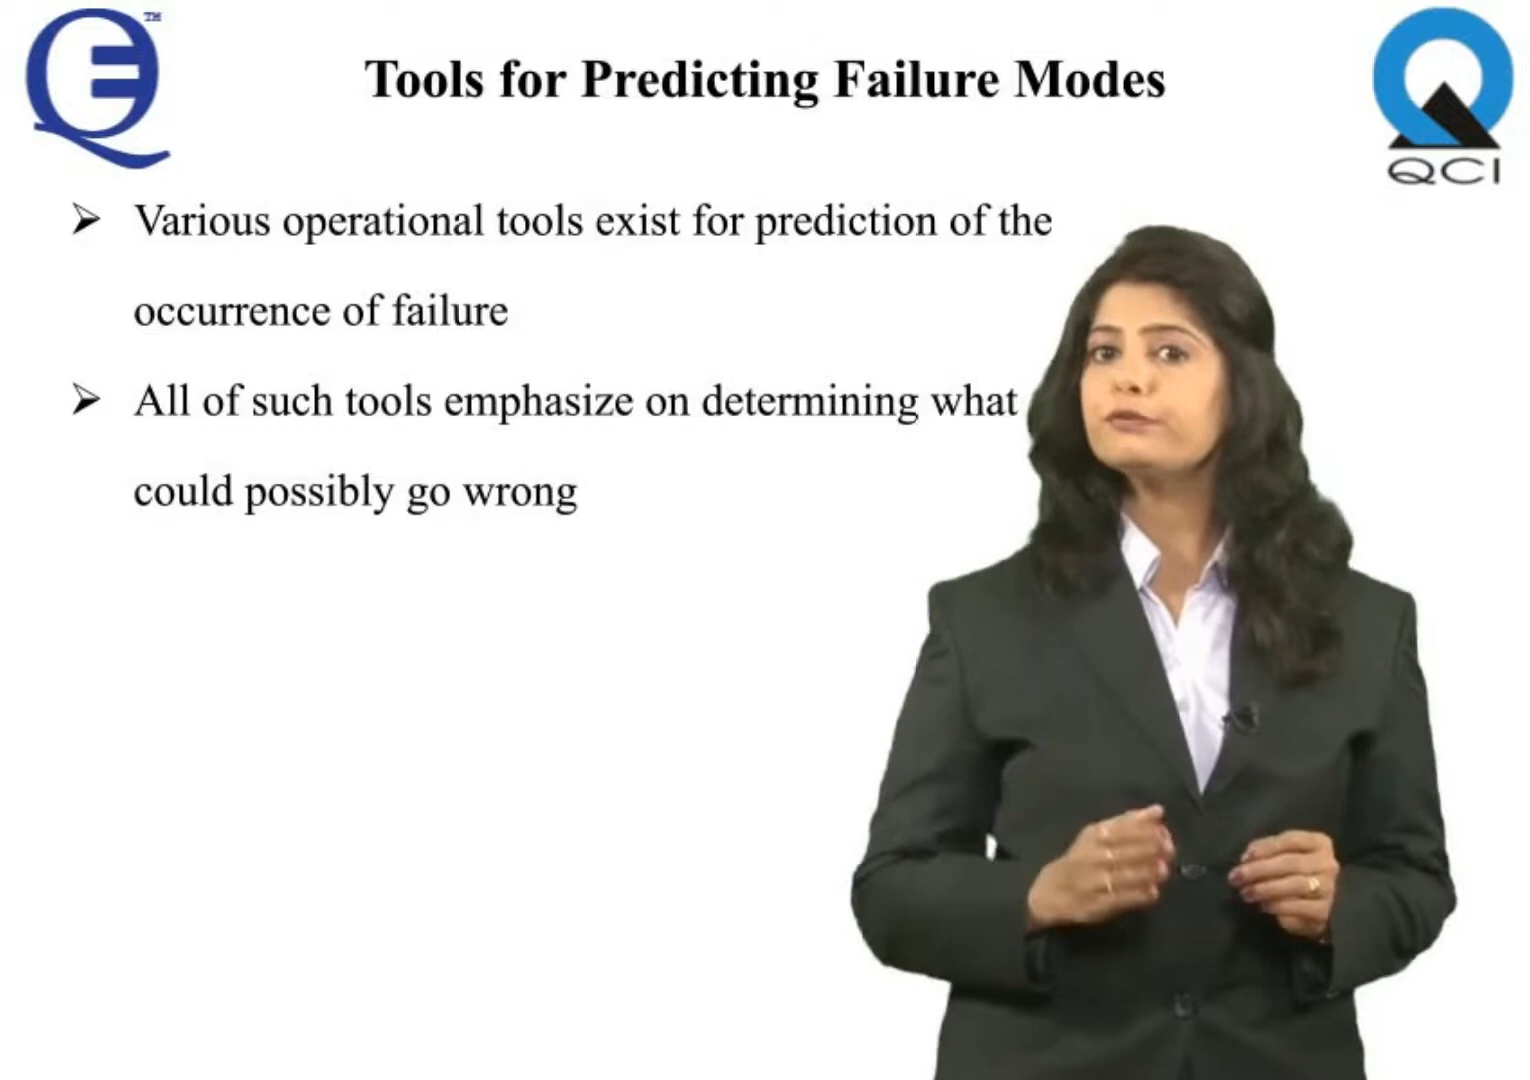 TM
Tools for Predicting Failure Modes
QCI
➢ Various operational tools exist for prediction of the
occurrence of failure
➢ All of such tools emphasize on determining what
could possibly go wrong